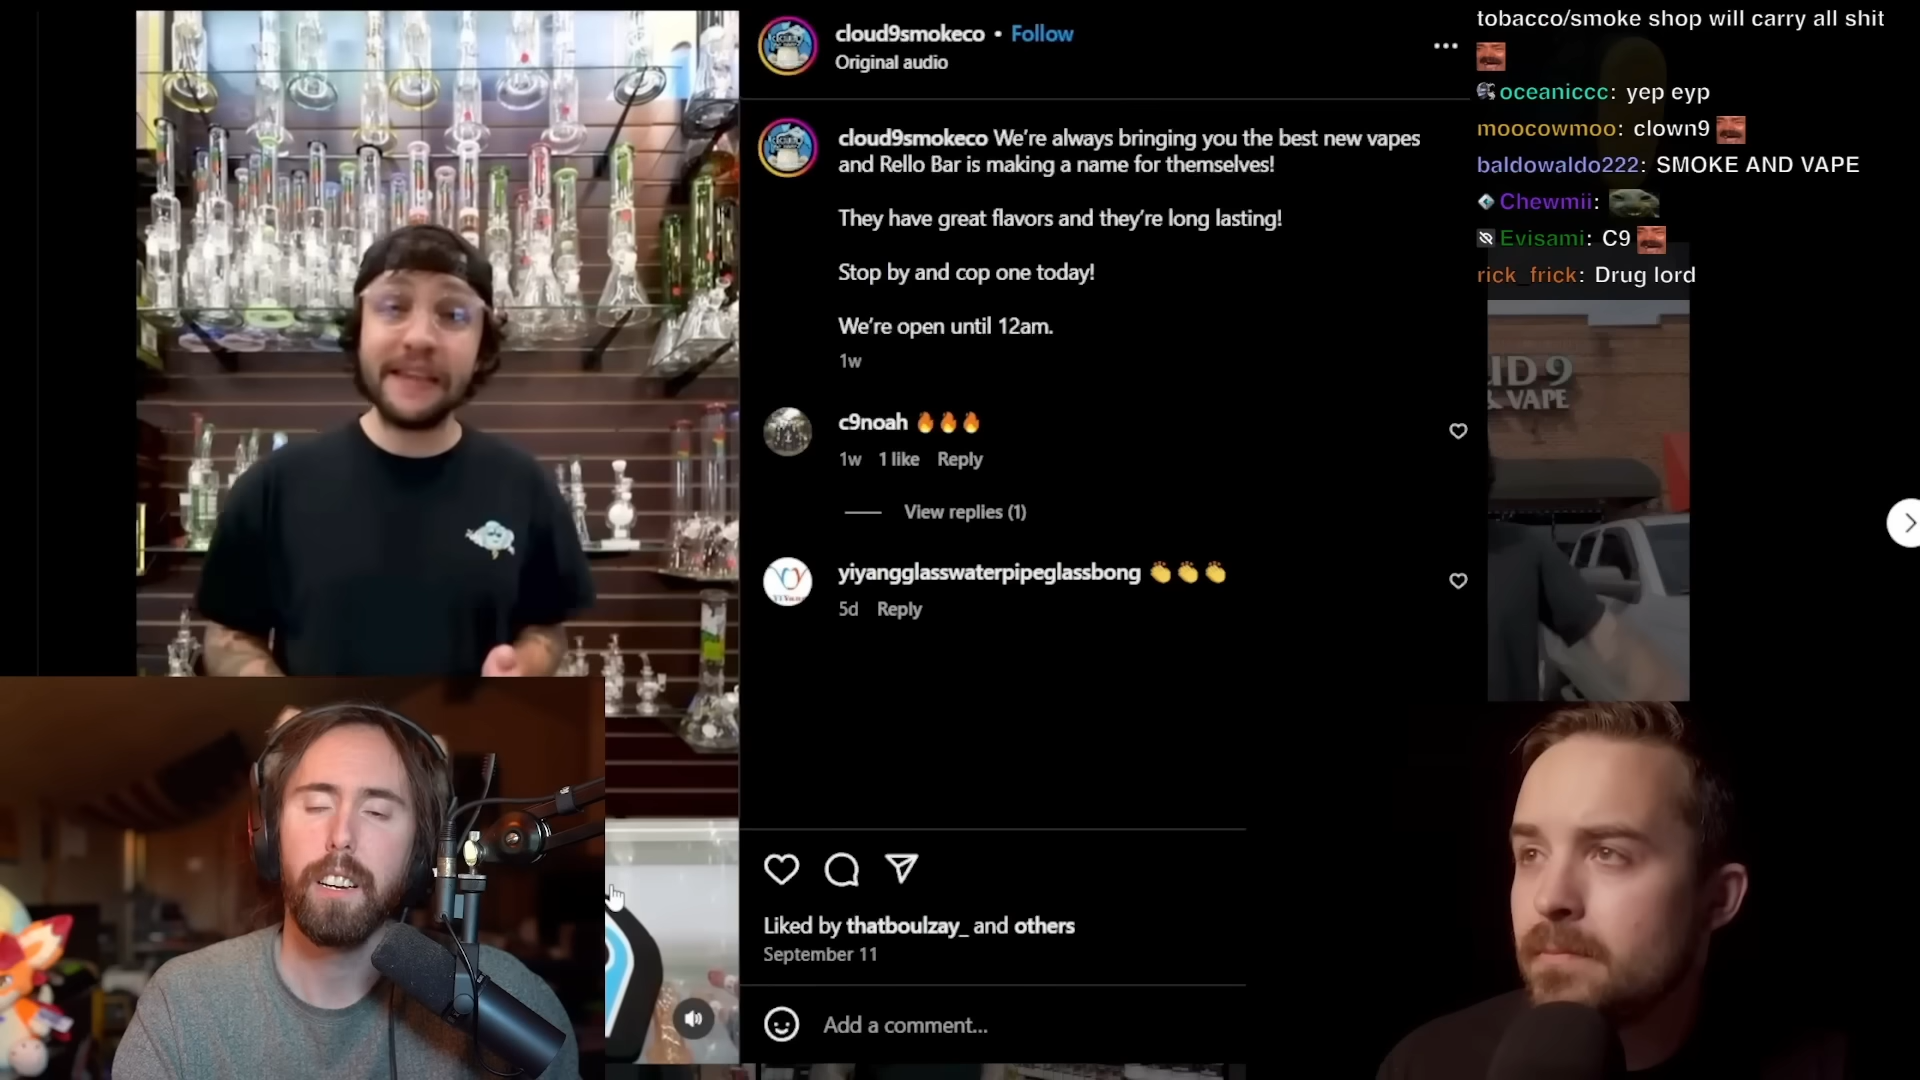 cloud9smokeco • Follow
Original audio
cloud9smokeco We're always bringing you the best new vapes
and Rello Bar is making a name for themselves!
They have great flavors and they're long lasting!
Stop by and cop one today!
We're open until 12am.
1w
c9noah 🔥🔥🔥
1w 1 like Reply
View replies (1)
yiyangglasswaterpipeglassbong 👏👏👏
5d Reply
Liked by thatboulzay_ and others
September 11
Add a comment...
tobacco/smoke shop will carry all shit
oceaniccc: yep eyp
moocowmoo: clown9
baldowaldo222: SMOKE AND VAPE
Chewmii:
Evisami: C9
rick_frick: Drug lord
UD 9
& VAPE